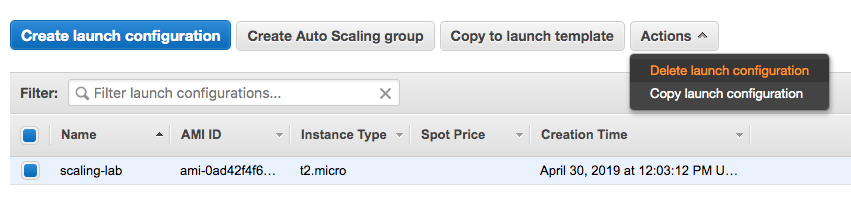 Create launch configuration Create Auto Scaling group Copy to launch template Actions
Delete launch configuration
Copy launch configuration
Filter: Filter launch configurations...
Name AMI ID Instance Type Spot Price Creation Time
scaling-lab ami-0ad42f4f6... t2.micro April 30, 2019 at 12:03:12 PM U...